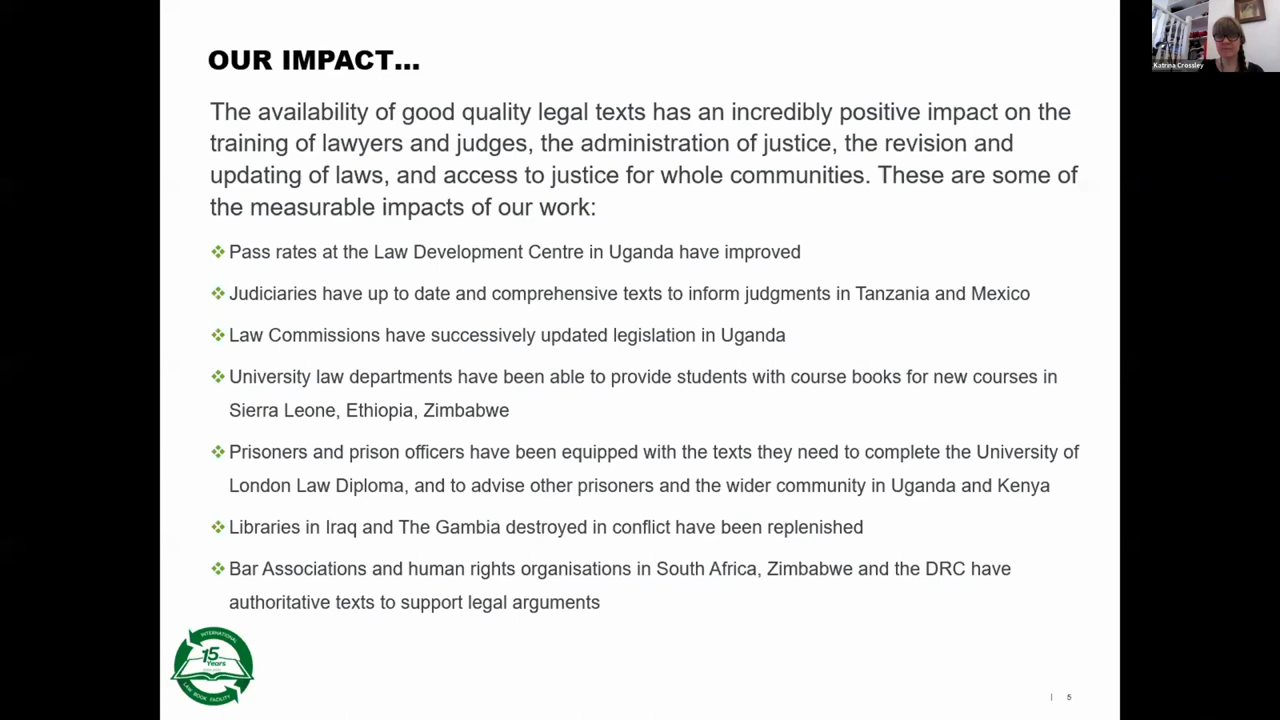 OUR IMPACT...
Katrina Crossley
The availability of good quality legal texts has an incredibly positive impact on the
training of lawyers and judges, the administration of justice, the revision and
updating of laws, and access to justice for whole communities. These are some of
the measurable impacts of our work:
Pass rates at the Law Development Centre in Uganda have improved
Judiciaries have up to date and comprehensive texts to inform judgments in Tanzania and Mexico
Law Commissions have successively updated legislation in Uganda
University law departments have been able to provide students with course books for new courses in
Sierra Leone, Ethiopia, Zimbabwe
Prisoners and prison officers have been equipped with the texts they need to complete the University of
London Law Diploma, and to advise other prisoners and the wider community in Uganda and Kenya
Libraries in Iraq and The Gambia destroyed in conflict have been replenished
Bar Associations and human rights organisations in South Africa, Zimbabwe and the DRC have
authoritative texts to support legal arguments
INTERNATIONAL
15
Years
LAW BOOK FACILITY
| 5